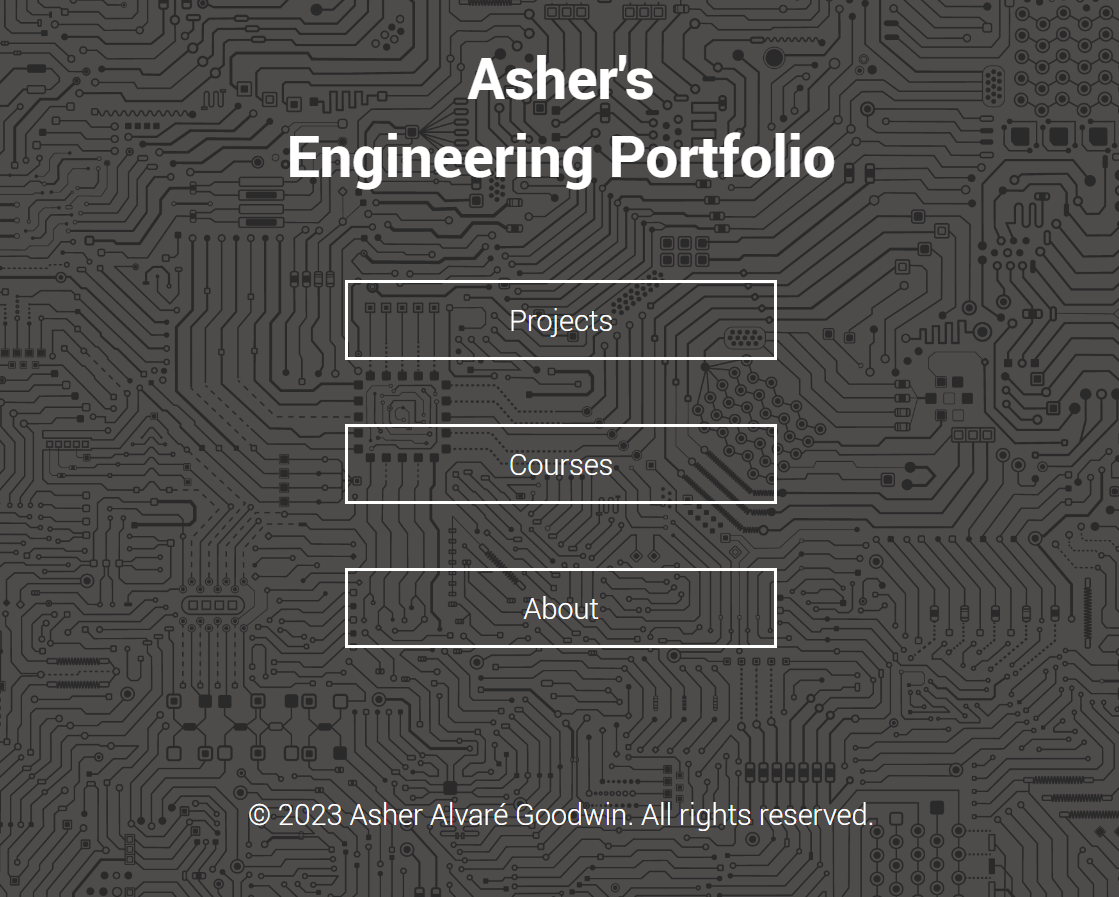 Asher's
Engineering Portfolio
Projects
Courses
About
© 2023 Asher Alvaré Goodwin. All rights reserved.